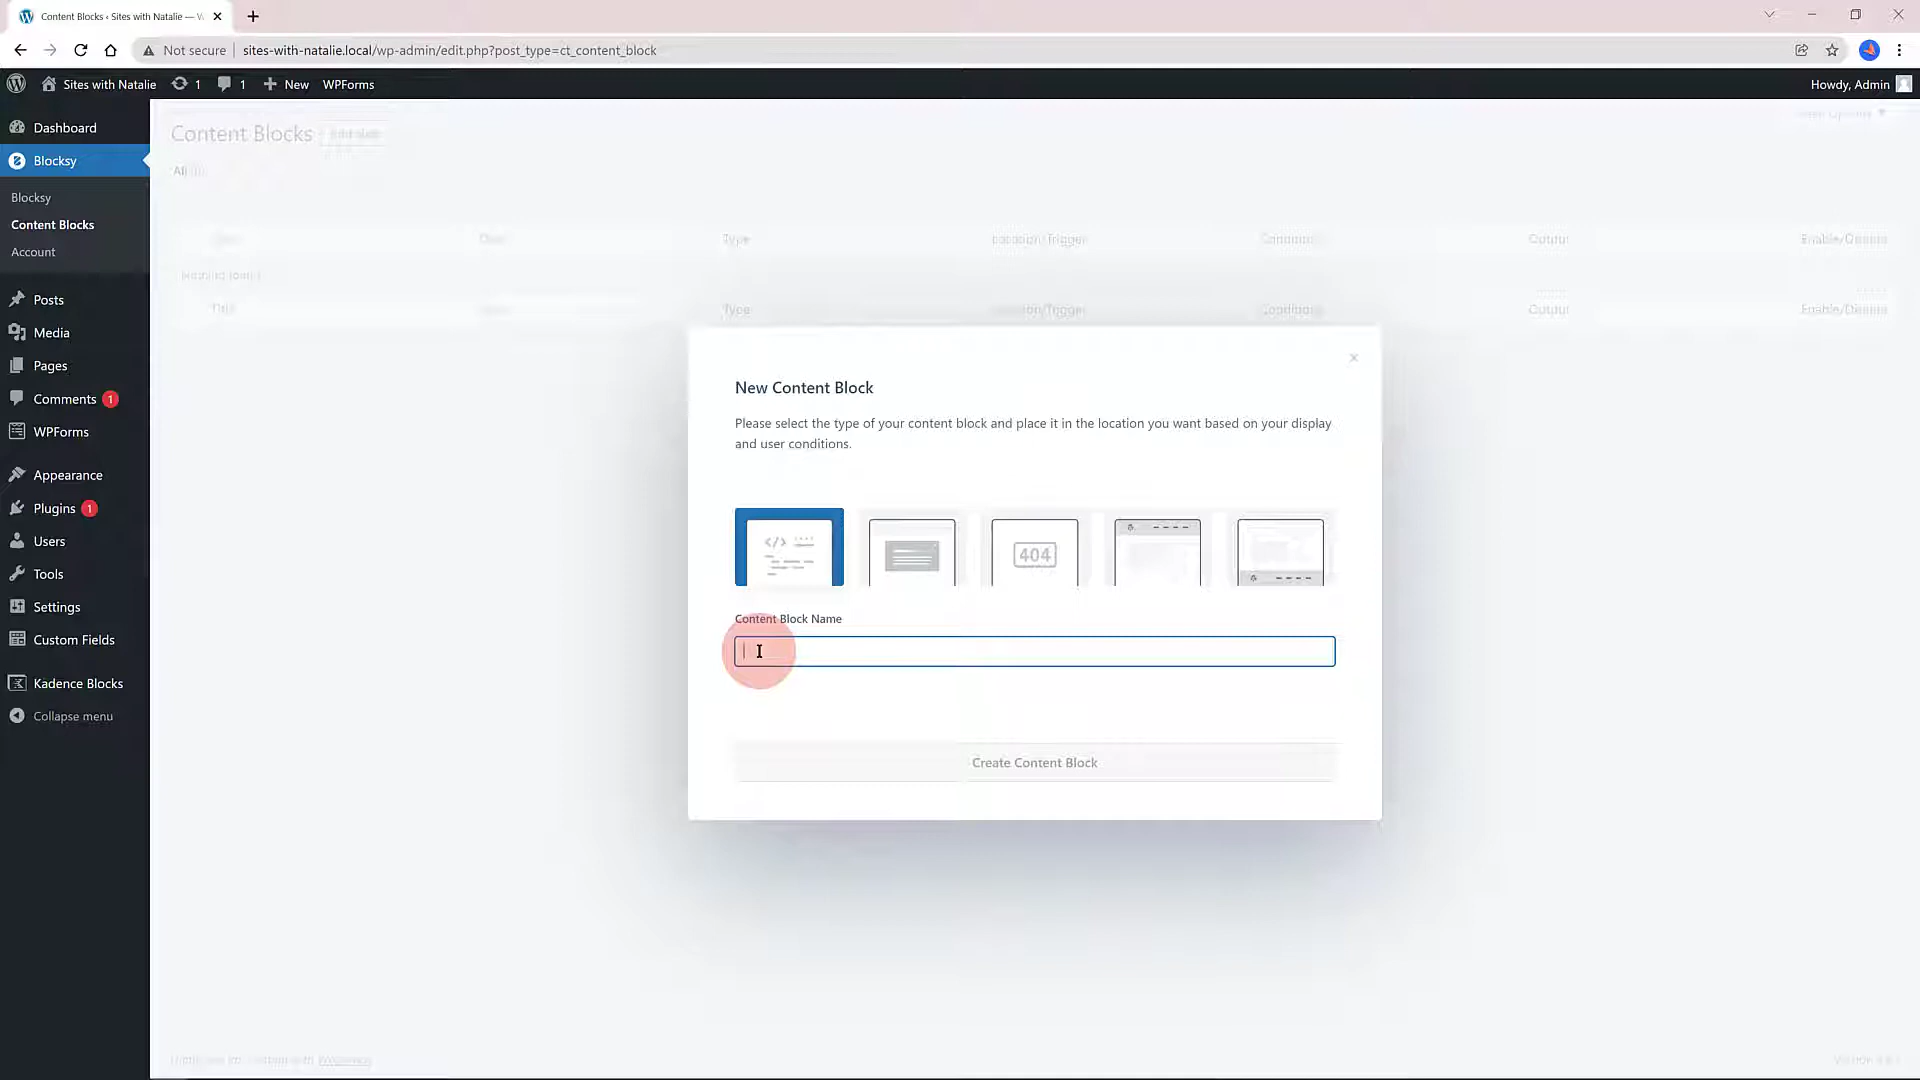 Content Blocks ‹ Sites with Natalie —
Not secure
sites-with-natalie.local/wp-admin/edit.php?post_type=ct_content_block
Sites with Natalie
1
1
New
WPForms
Howdy, Admin
Dashboard
Blocksy
Blocksy
Content Blocks
Account
Posts
Media
Pages
Comments 1
WPForms
Appearance
Plugins 1
Users
Tools
Settings
Custom Fields
Kadence Blocks
Collapse menu
Content Blocks
All
Type
Location/Trigger
Output
Enable/Disable
Title
Type
Location/Trigger
Conditions
Output
Enable/Disable
New Content Block
Please select the type of your content block and place it in the location you want based on your display
and user conditions.
</>
404
Content Block Name
Create Content Block